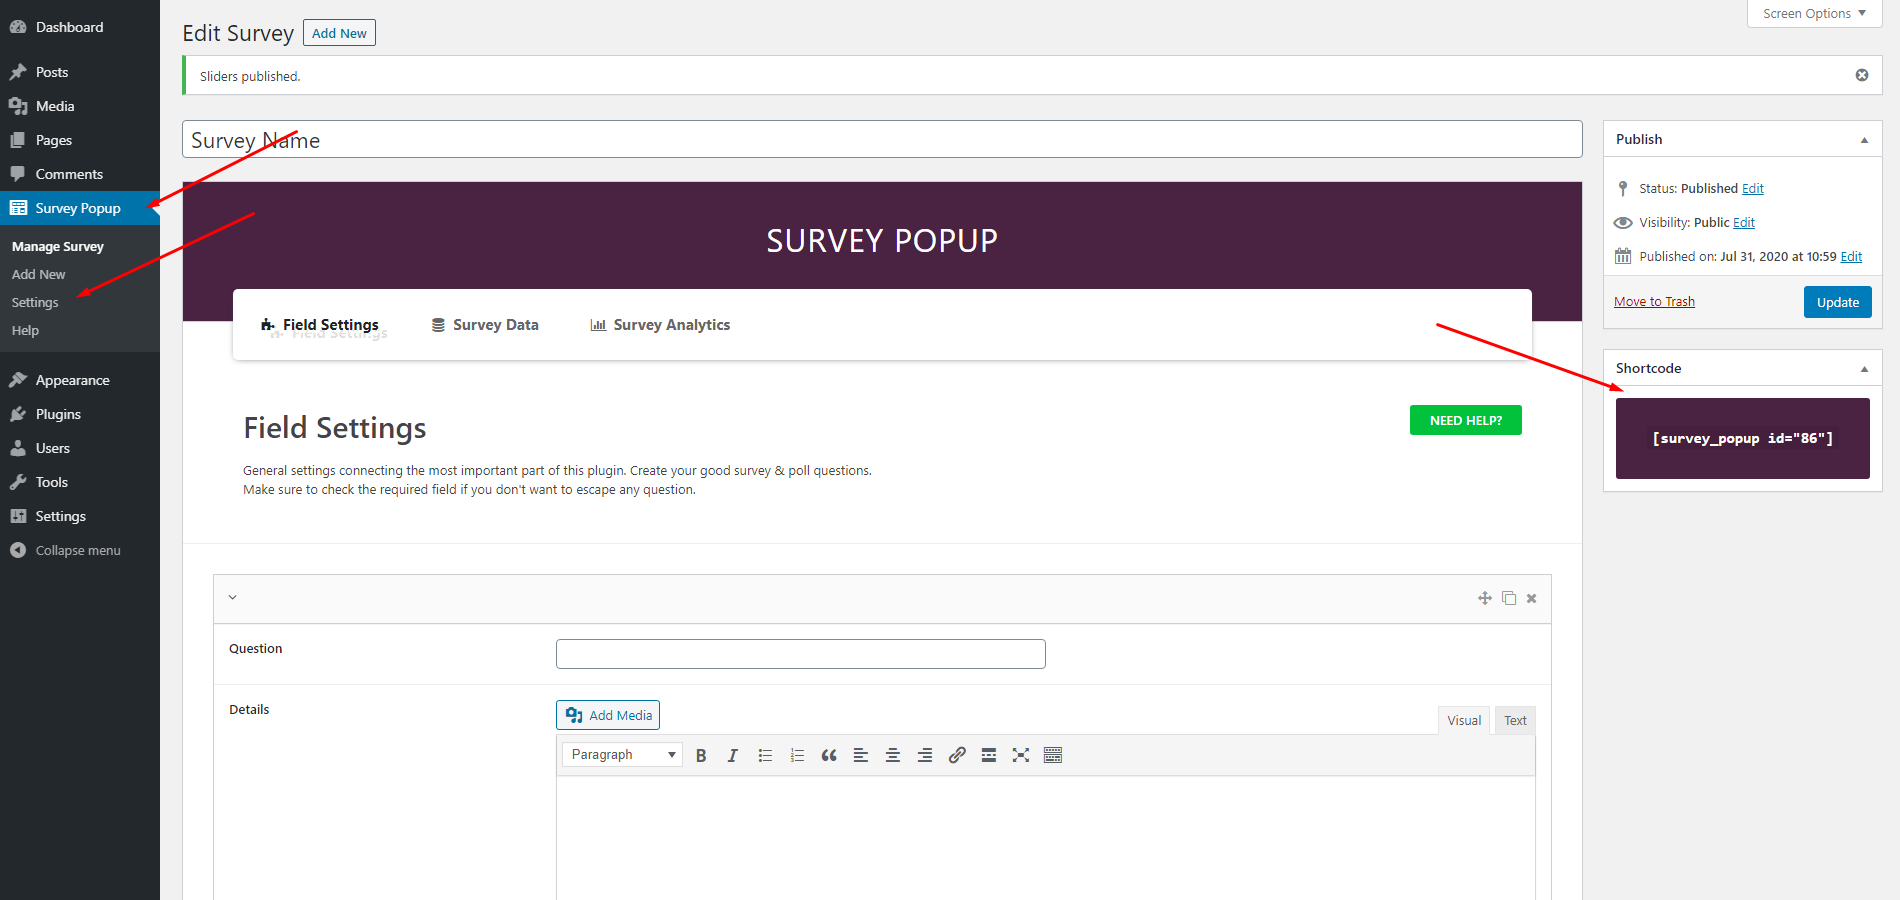 Dashboard
Posts
Media
Pages
Comments
Survey Popup
Manage Survey
Add New
Settings
Help
Appearance
Plugins
Users
Tools
Settings
Collapse menu
Screen Options
Edit Survey Add New
Sliders published.
Survey Name
SURVEY POPUP
Field Settings Survey Data Survey Analytics
Field Settings
Field Settings
NEED HELP?
General settings connecting the most important part of this plugin. Create your good survey & poll questions.
Make sure to check the required field if you don't want to escape any question.
Question
Details
Add Media
Visual Text
Paragraph
Publish
Status: Published Edit
Visibility: Public Edit
Published on: Jul 31, 2020 at 10:59 Edit
Move to Trash Update
Shortcode
[survey_popup id="86"]